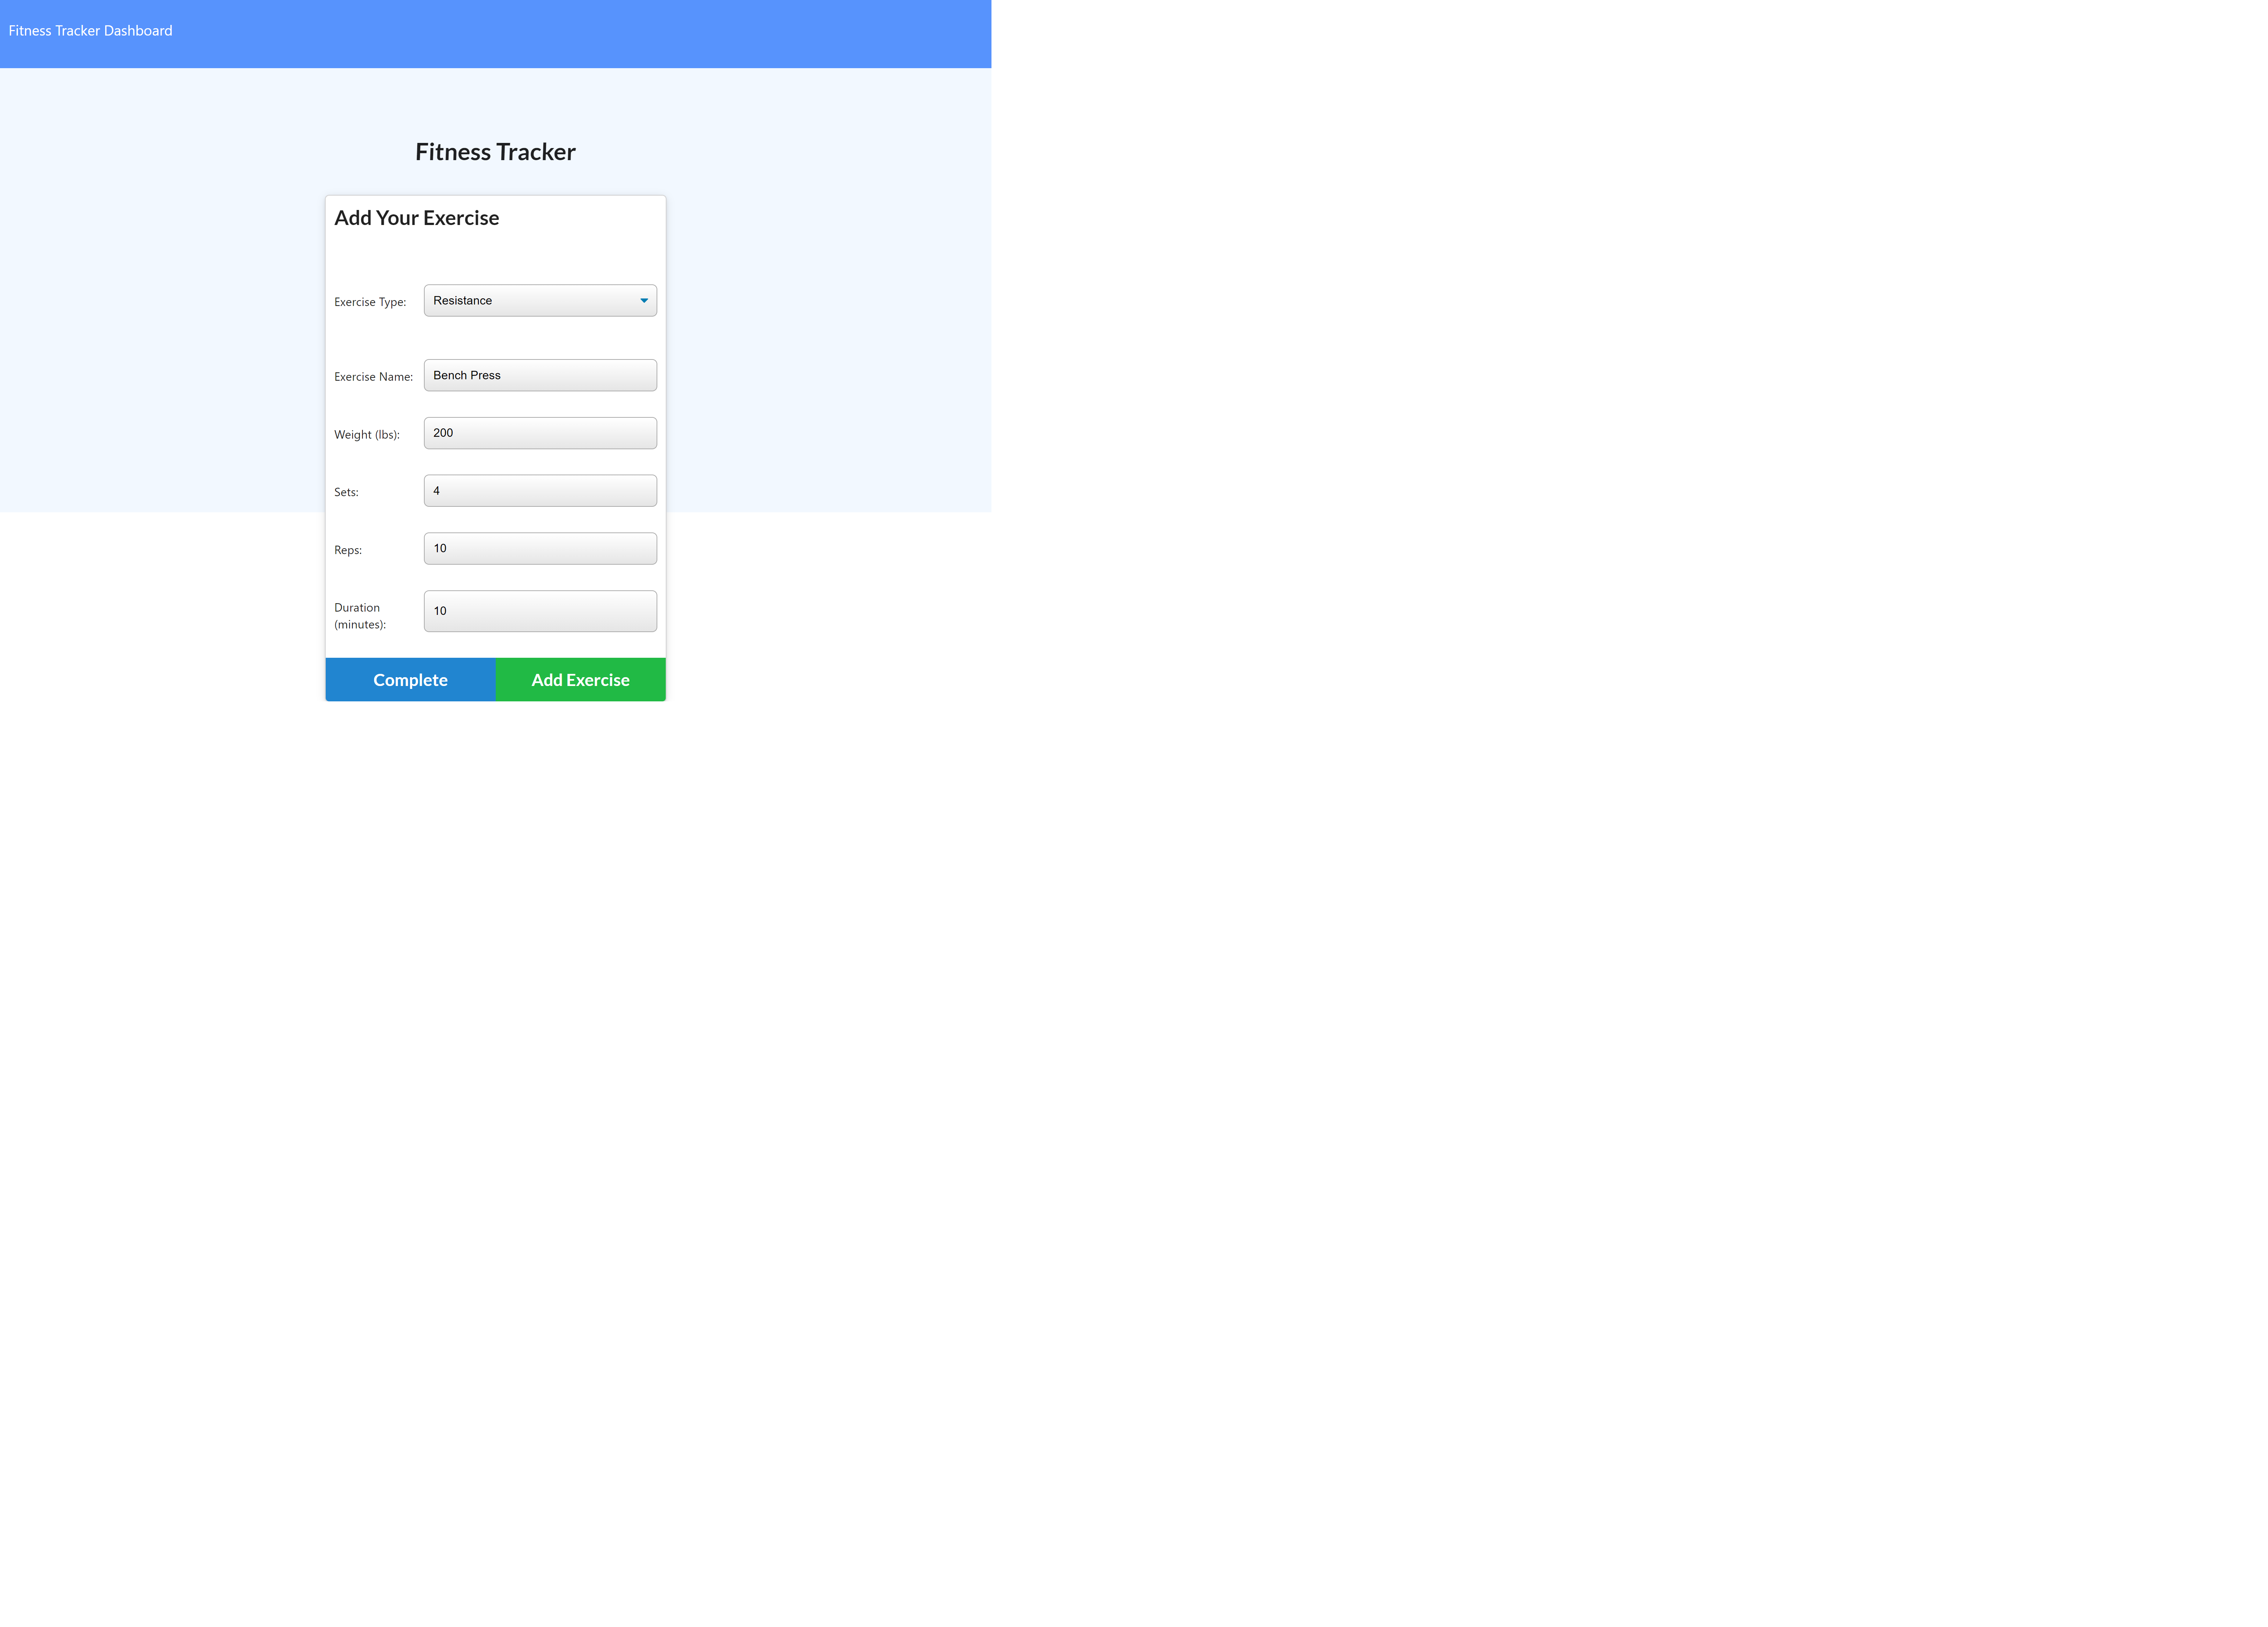 Fitness Tracker Dashboard
Fitness Tracker
Add Your Exercise
Exercise Type: Resistance
Exercise Name: Bench Press
Weight (lbs): 200
Sets: 4
Reps: 10
Duration
(minutes): 10
Complete Add Exercise